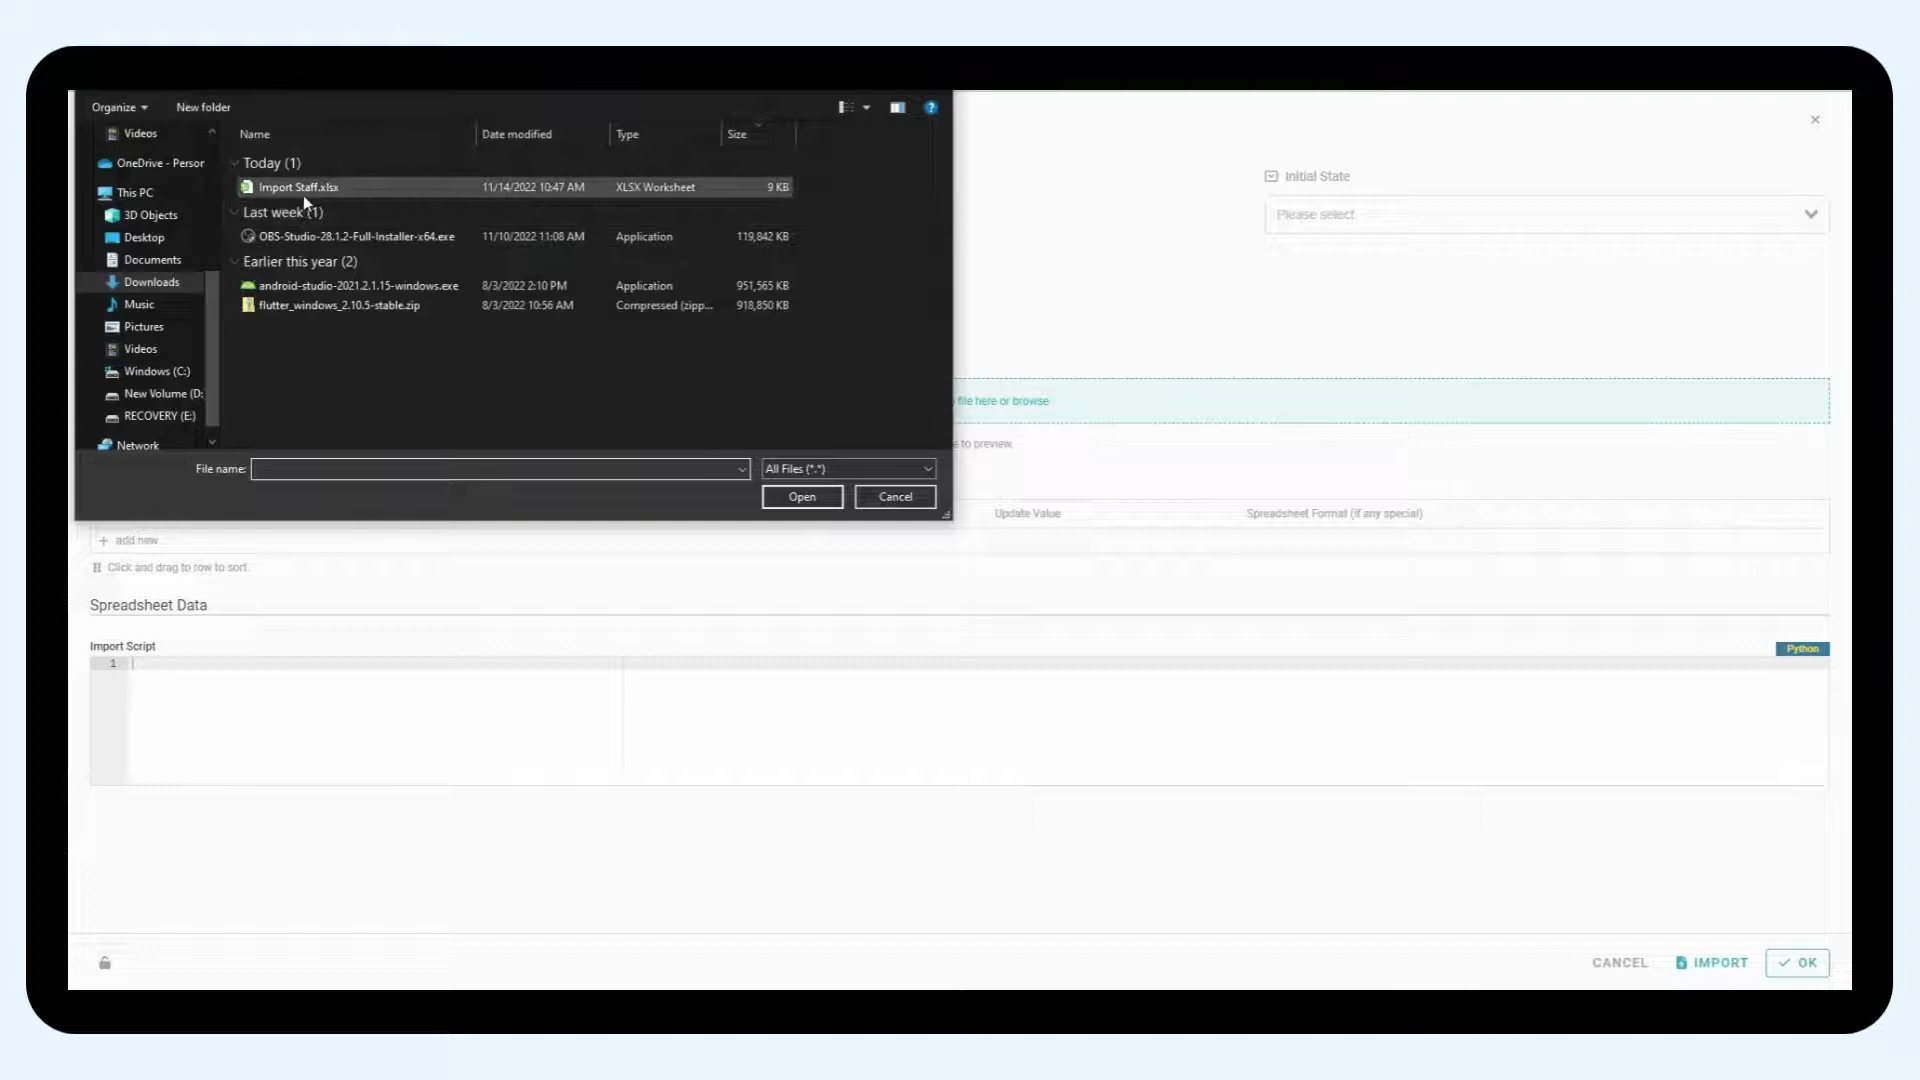 Organize
New folder
?
Videos
OneDrive - Person
This PC
3D Objects
Desktop
Documents
Downloads
Music
Pictures
Videos
Windows (C:)
New Volume (D:
RECOVERY (E:)
Network
Name Date modified Type Size
Today (1)
Import Staff.xlsx 11/14/2022 10:47 AM XLSX Worksheet 9 KB
Last week (1)
OBS-Studio-28.1.2-Full-Installer-x64.exe 11/10/2022 11:08 AM Application 119,842 KB
Earlier this year (2)
android-studio-2021.2.1.15-windows.exe 8/3/2022 2:10 PM Application 951,565 KB
flutter_windows_2.10.5-stable.zip 8/3/2022 10:56 AM Compressed (zipp... 918,850 KB
File name:
All Files (*.*)
Open Cancel
Initial State
Please select
file here or browse
to preview.
Update Value Spreadsheet Format (if any special)
+ add new
Click and drag to row to sort.
Spreadsheet Data
Import Script
Python
1
CANCEL IMPORT OK